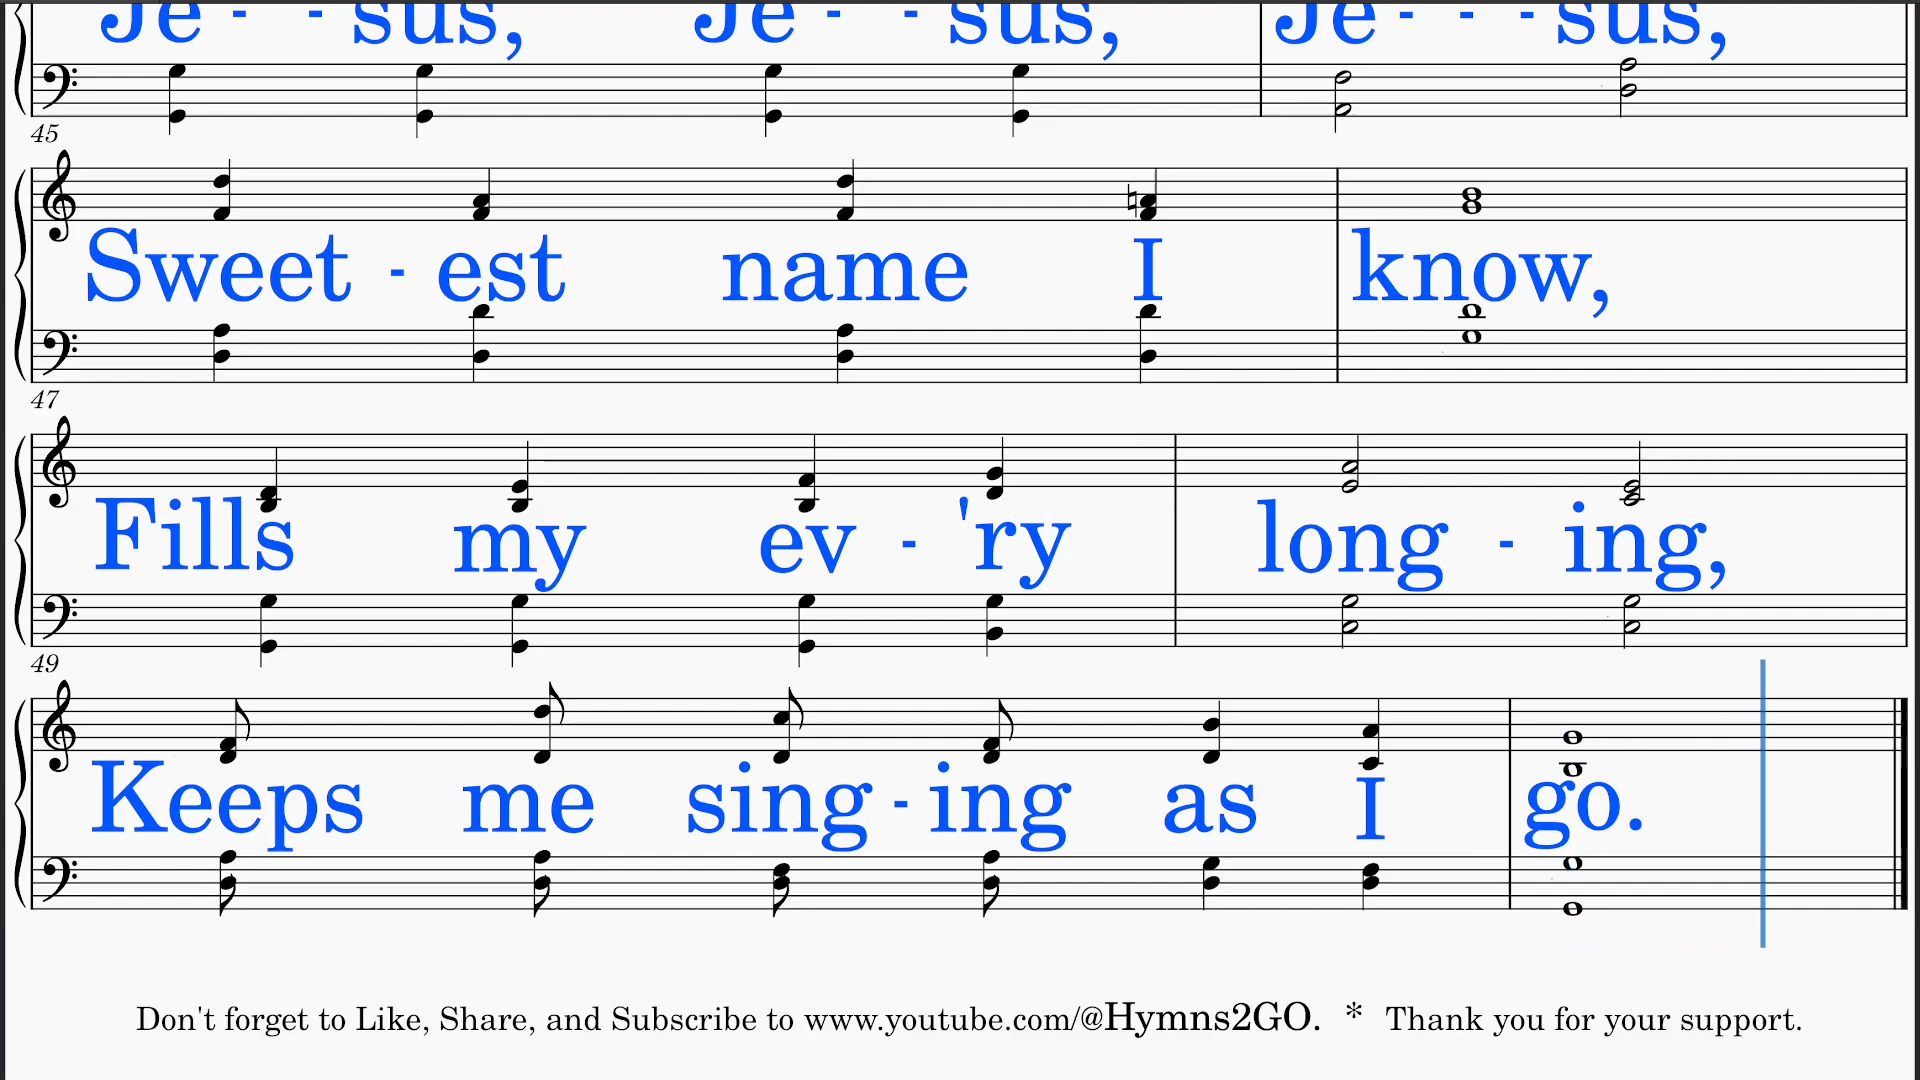 Je - - sus, Je - - sus, Je - - - sus,
45
Sweet - est name I know,
47
Fills my ev - 'ry long - ing,
49
Keeps me sing - ing as I go.
Don't forget to Like, Share, and Subscribe to www.youtube.com/@Hymns2GO. * Thank you for your support.